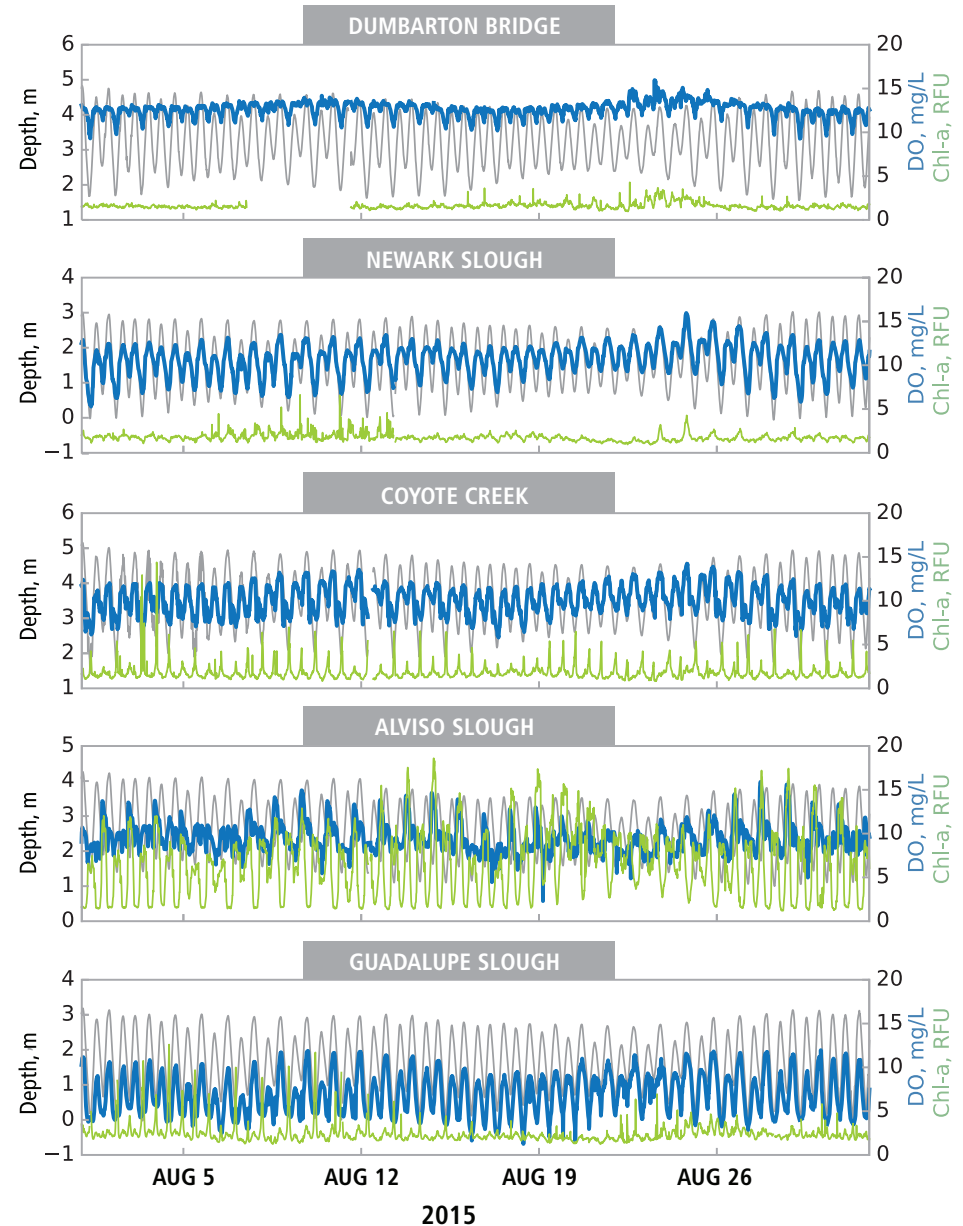 DUMBARTON BRIDGE
6
5
4
3
2
1
Depth, m
20
15
10
5
0
DO, mg/L
Chl-a, RFU
NEWARK SLOUGH
4
3
2
1
0
−1
Depth, m
20
15
10
5
0
DO, mg/L
Chl-a, RFU
COYOTE CREEK
6
5
4
3
2
1
Depth, m
20
15
10
5
0
DO, mg/L
Chl-a, RFU
ALVISO SLOUGH
5
4
3
2
1
0
Depth, m
20
15
10
5
0
DO, mg/L
Chl-a, RFU
GUADALUPE SLOUGH
4
3
2
1
0
−1
Depth, m
20
15
10
5
0
DO, mg/L
Chl-a, RFU
AUG 5 AUG 12 AUG 19 AUG 26
2015